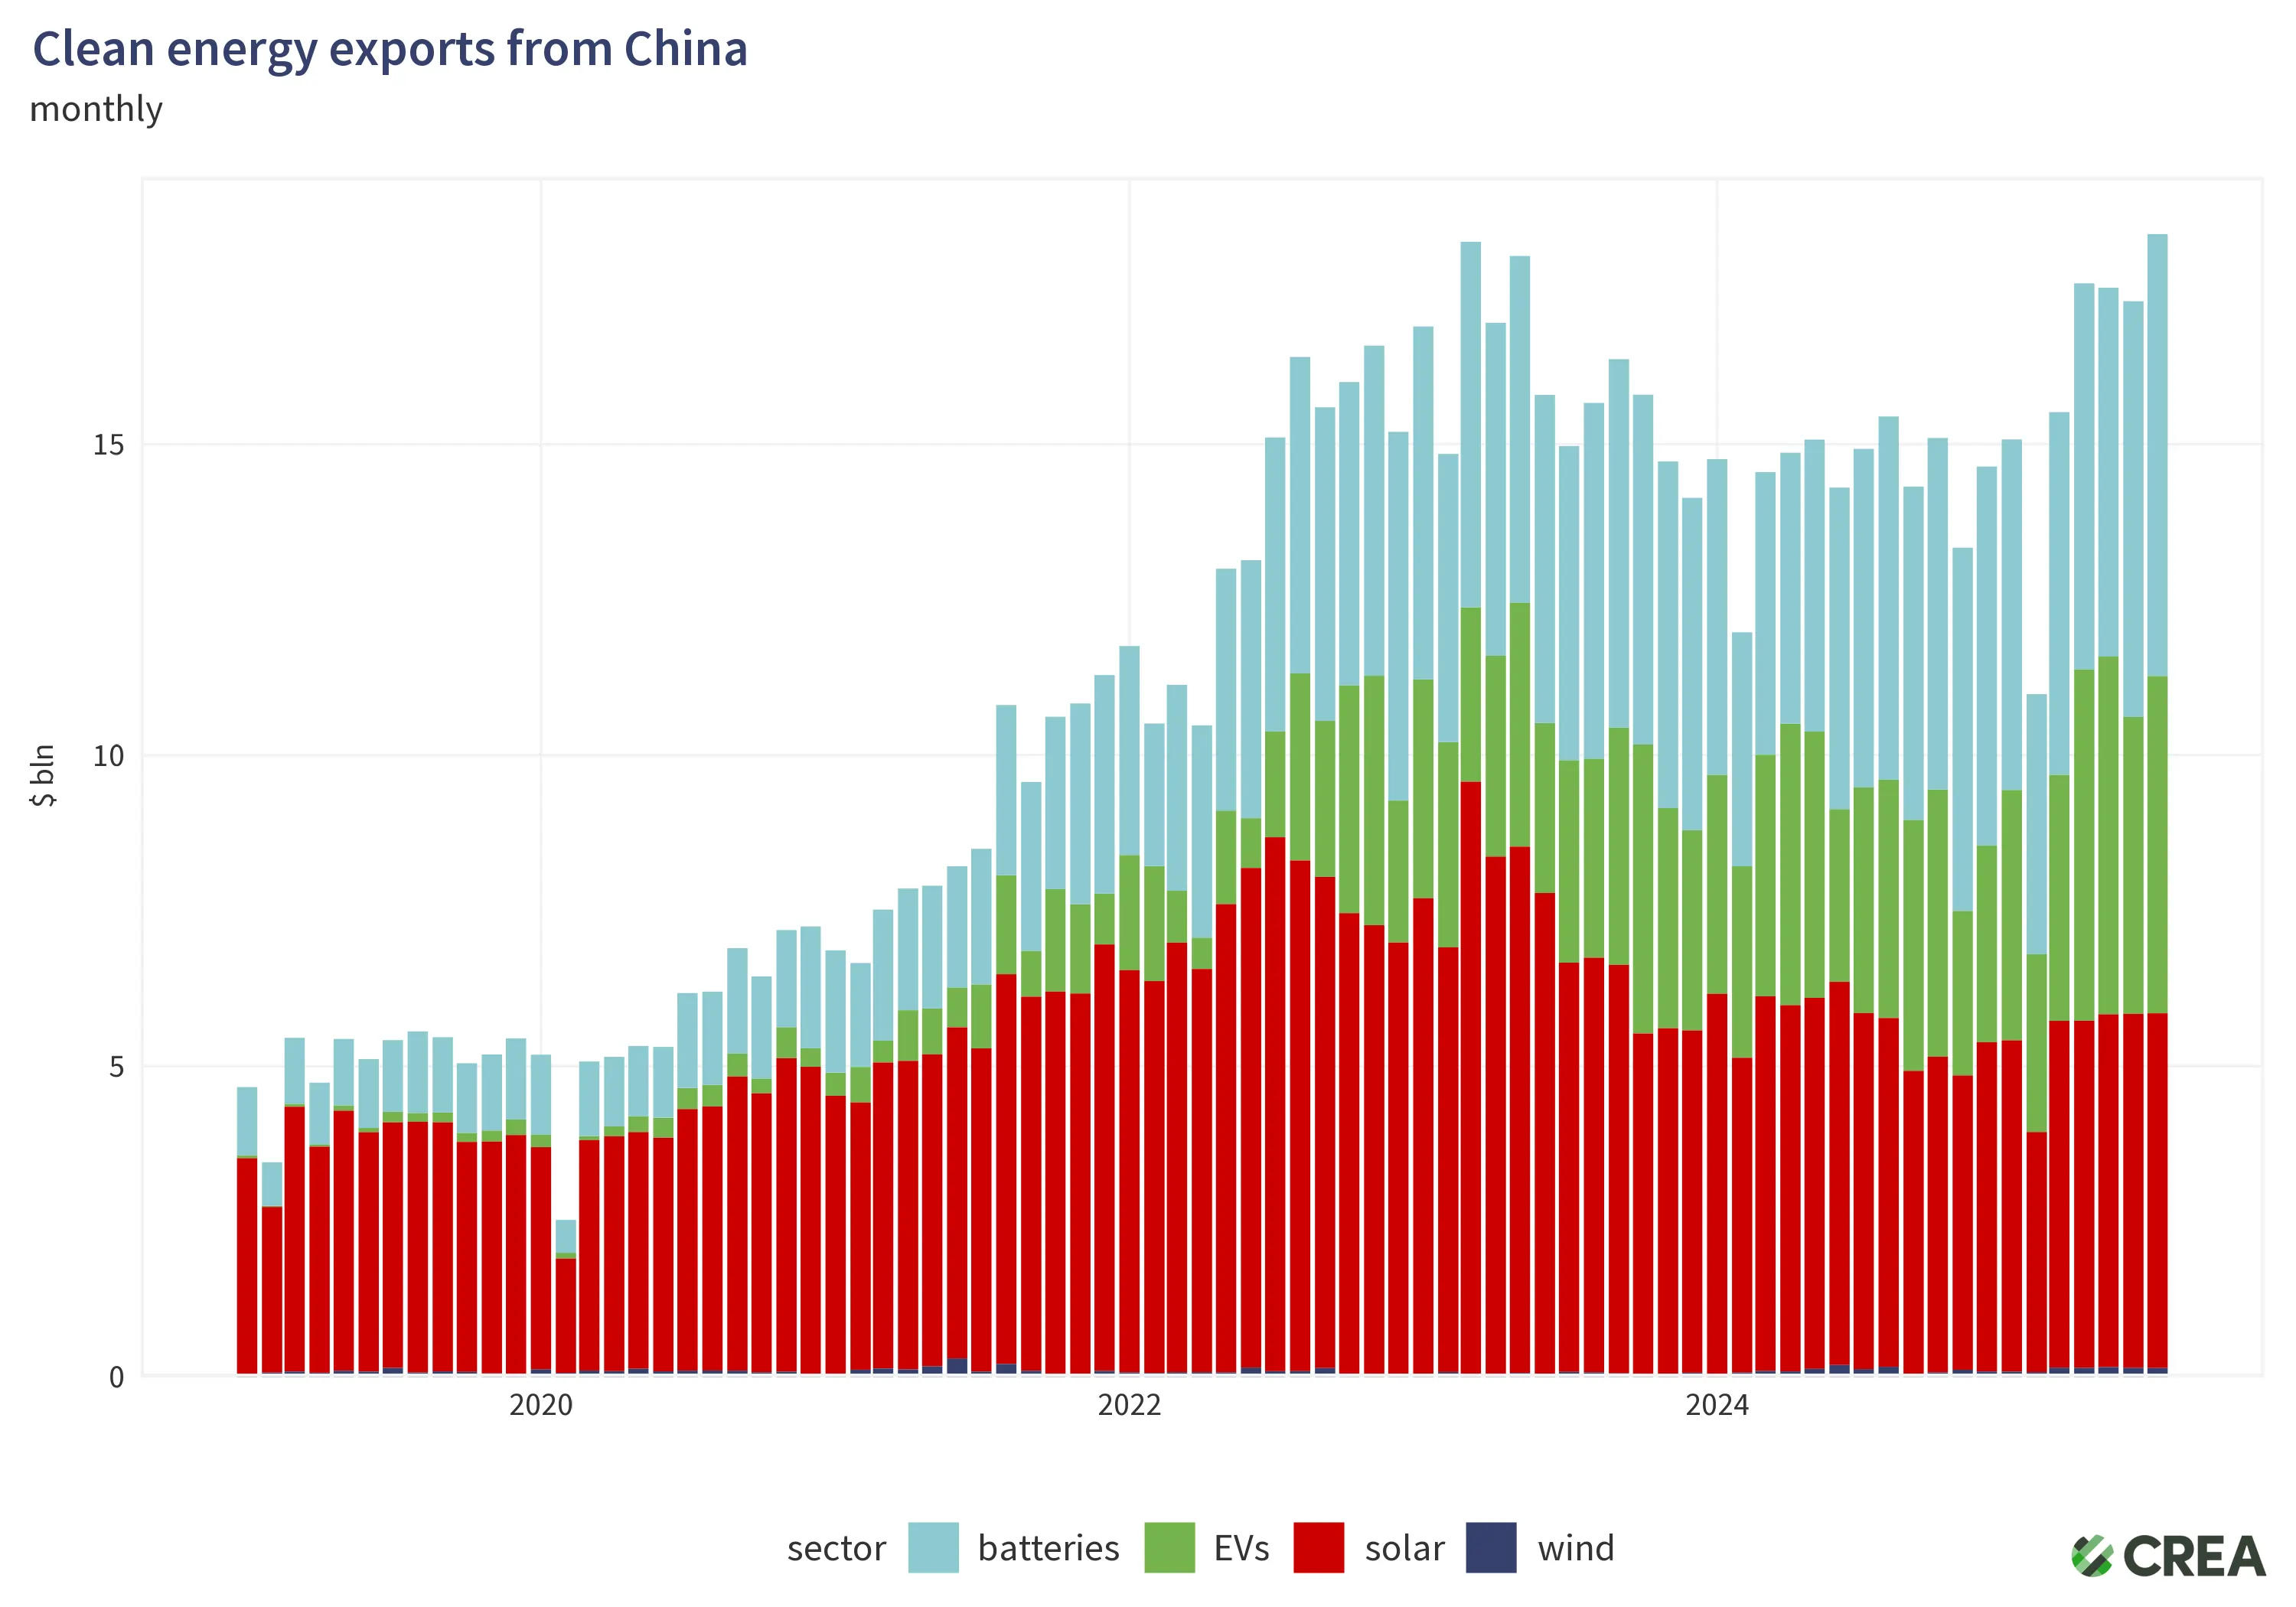 Clean energy exports from China
monthly
$ bln
15
10
5
0
2020 2022 2024
sector batteries EVs solar wind
CREA